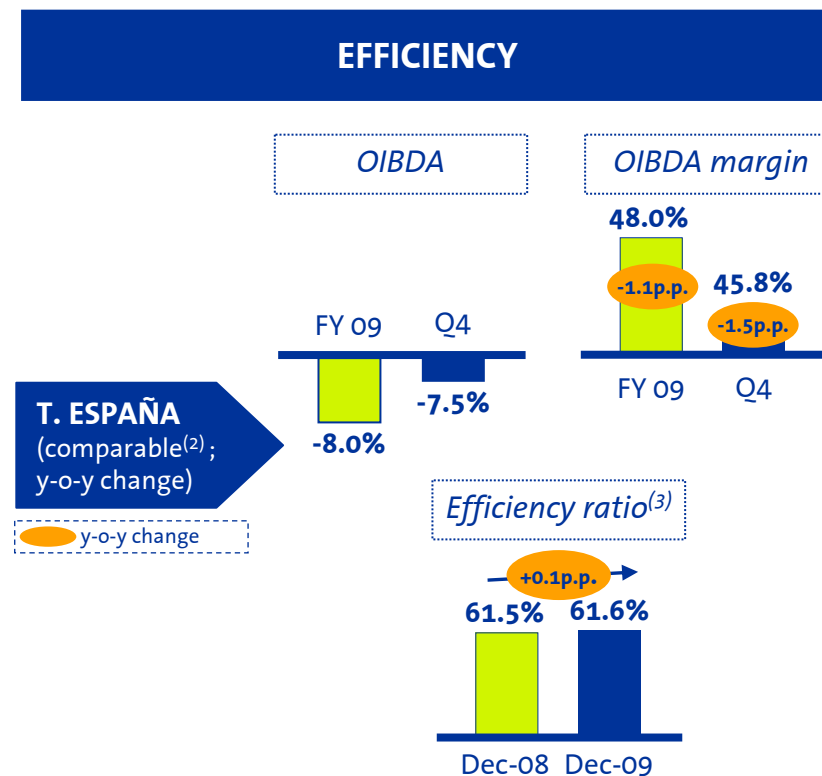 EFFICIENCY
OIBDA
OIBDA margin
48.0%
-1.1p.p.
45.8%
-1.5p.p.
FY 09
Q4
FY 09
Q4
-7.5%
-8.0%
T. ESPAÑA
(comparable(2) ;
y-o-y change)
y-o-y change
Efficiency ratio(3)
+0.1p.p.
61.5%
61.6%
Dec-08
Dec-09